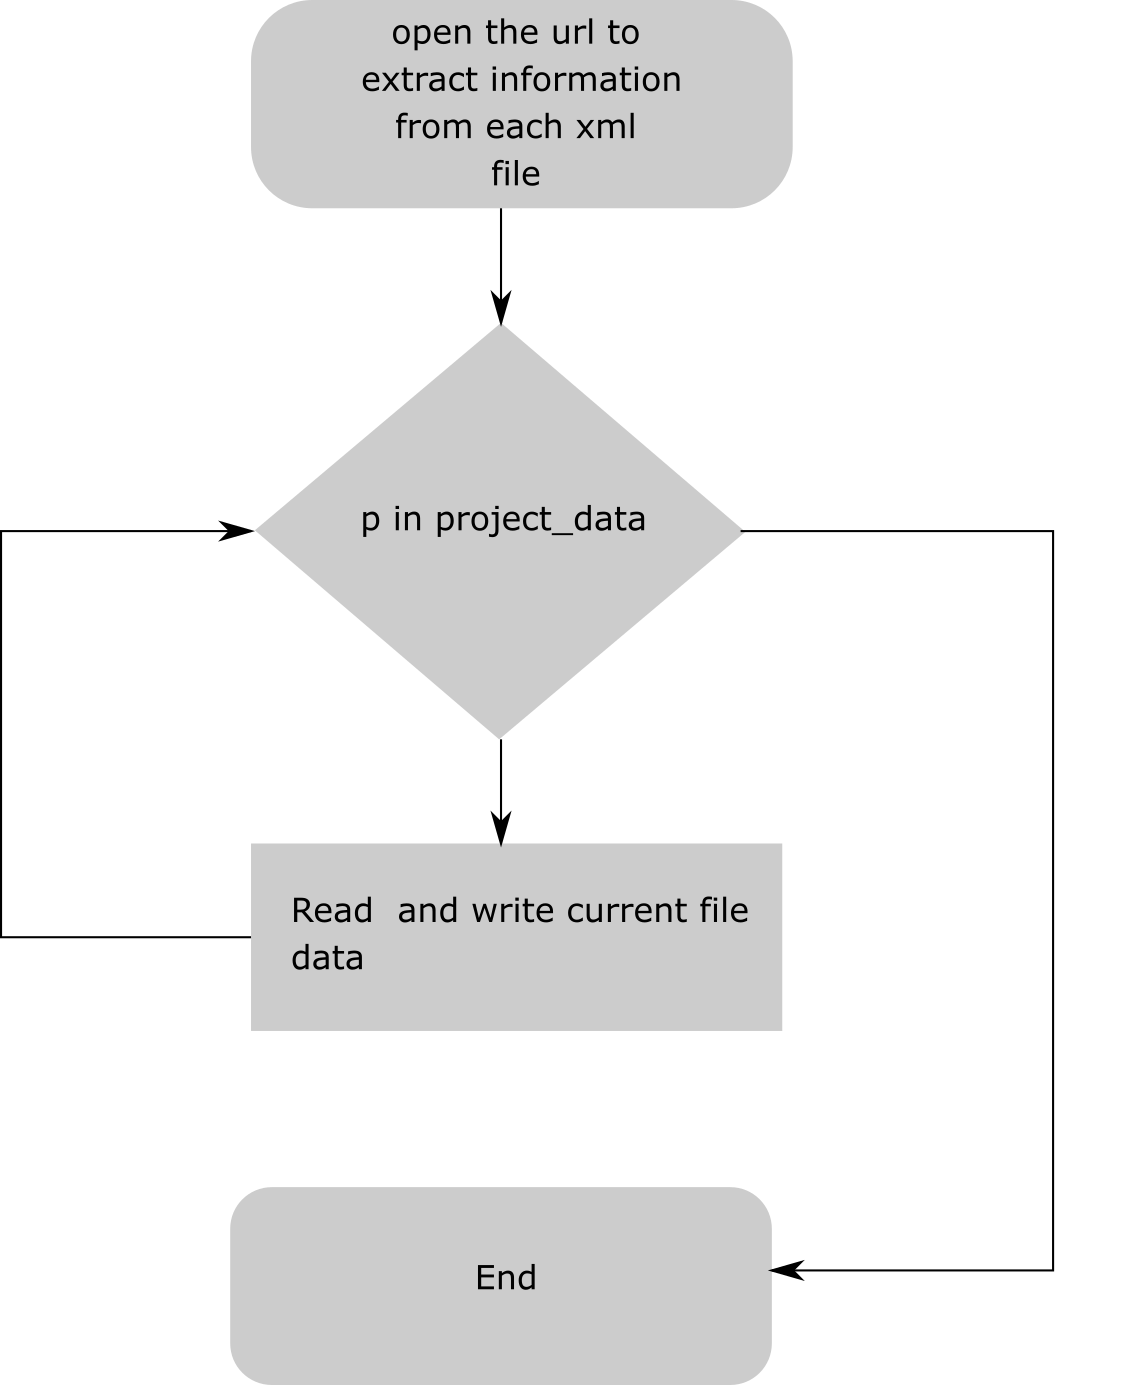 open the url to
extract information
from each xml
file
p in project_data
Read  and write current file
data
End